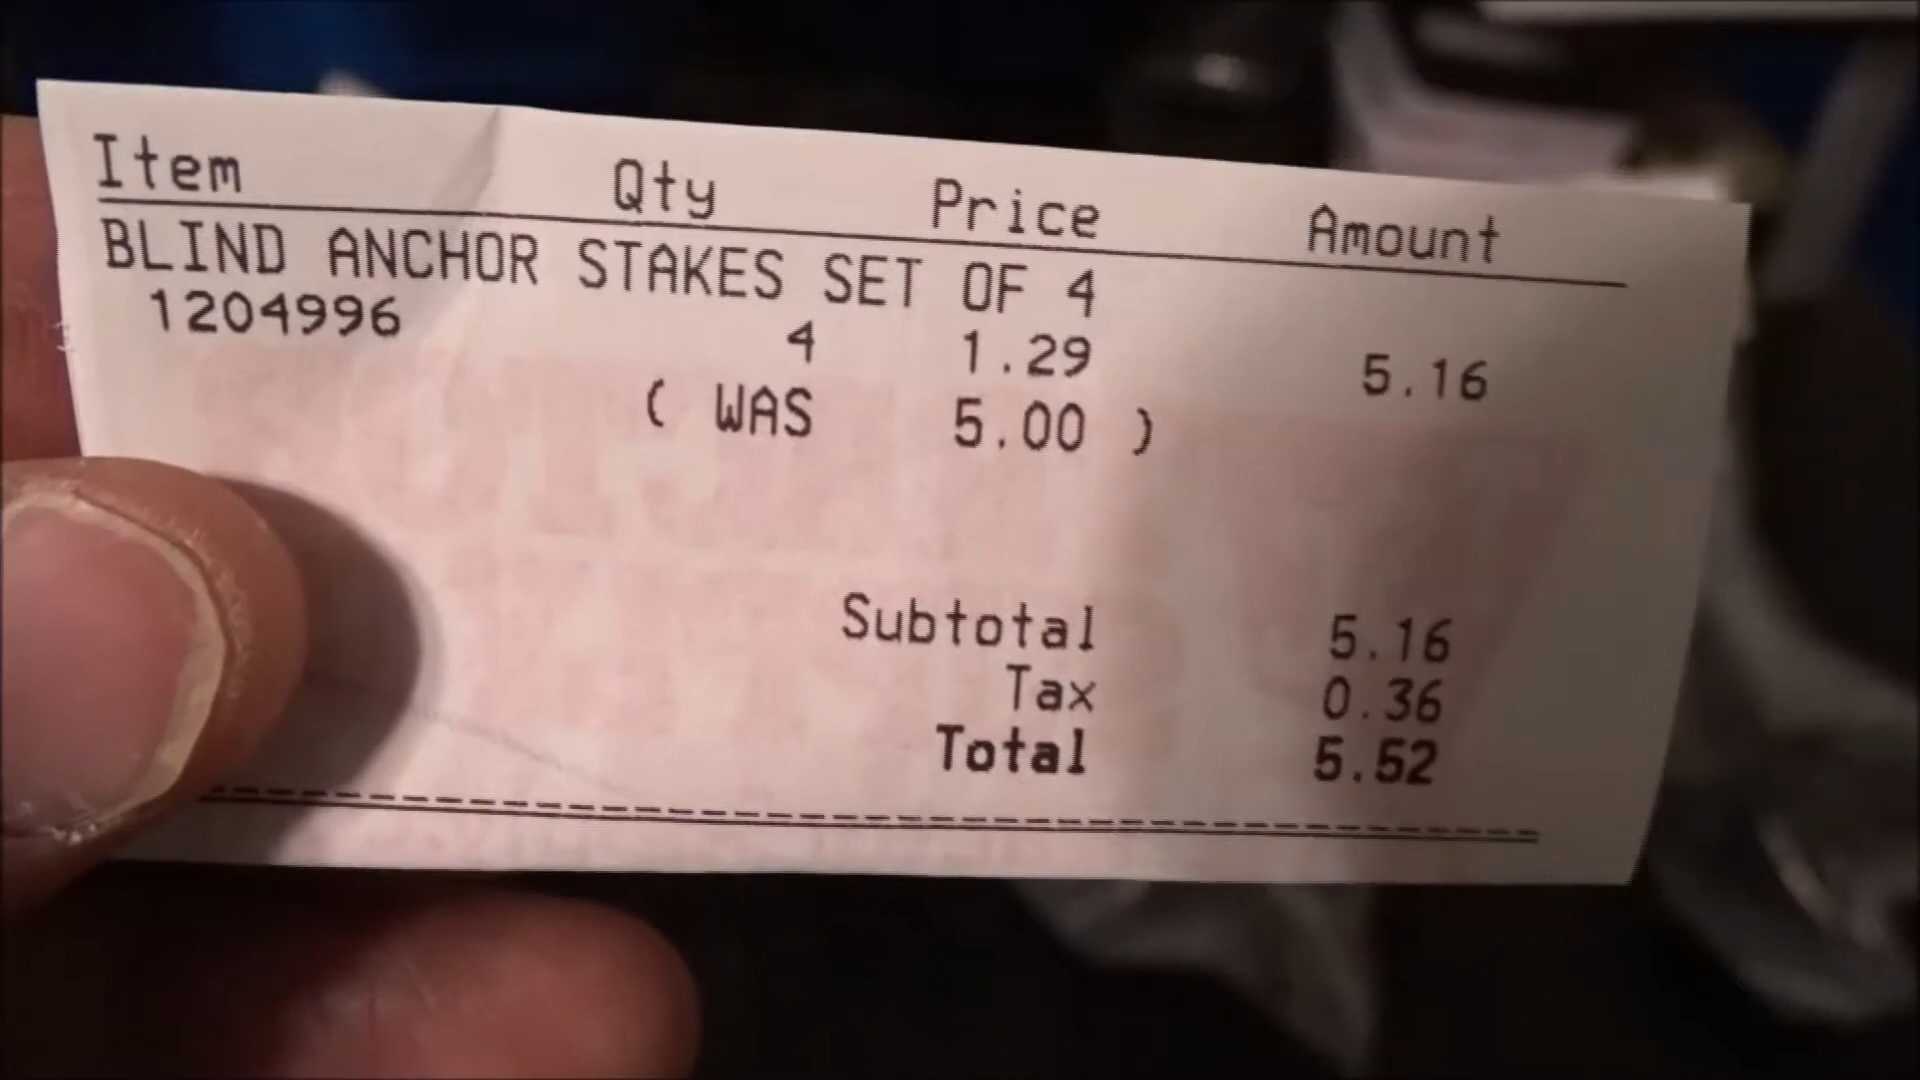 Item Qty Price Amount
BLIND ANCHOR STAKES SET OF 4
1204996 4 1.29 5.16
( WAS 5.00 )
Subtotal 5.16
Tax 0.36
Total 5.52